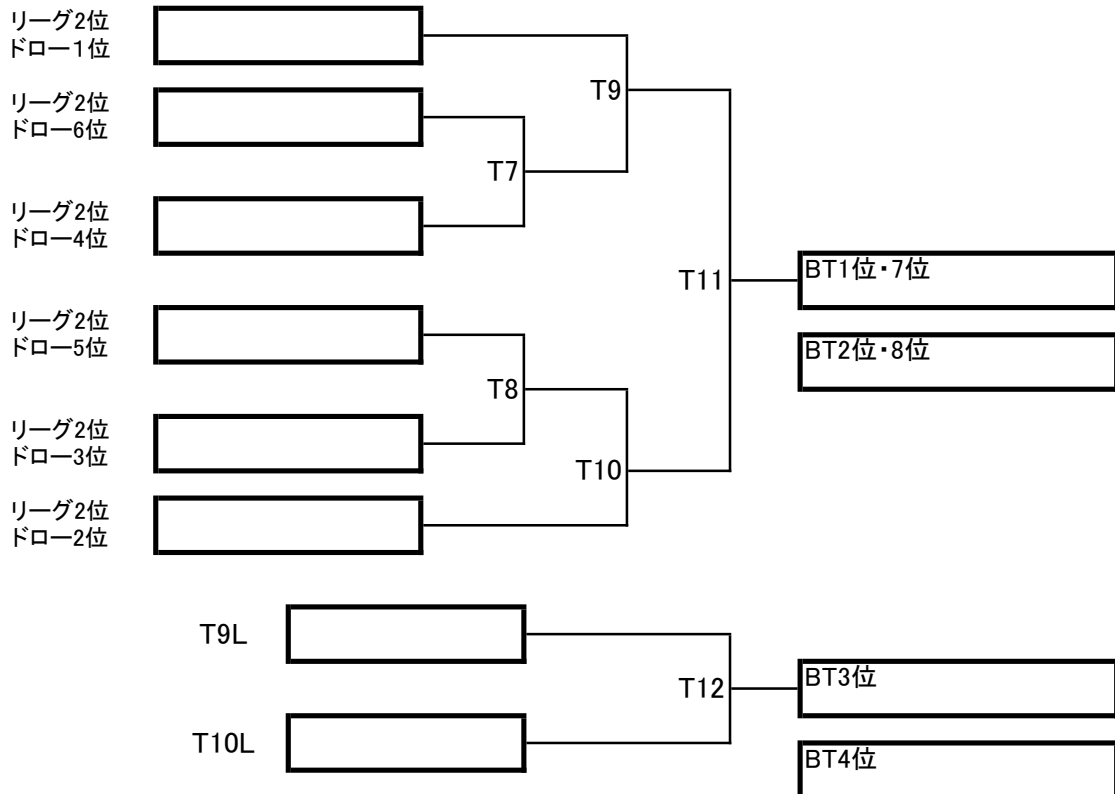 リーグ2位
ドロー1位
リーグ2位
ドロー6位
リーグ2位
ドロー4位
リーグ2位
ドロー5位
リーグ2位
ドロー3位
リーグ2位
ドロー2位
T9
T7
T8
T10
T11
BT1位・7位
BT2位・8位
T9L
T10L
T12
BT3位
BT4位